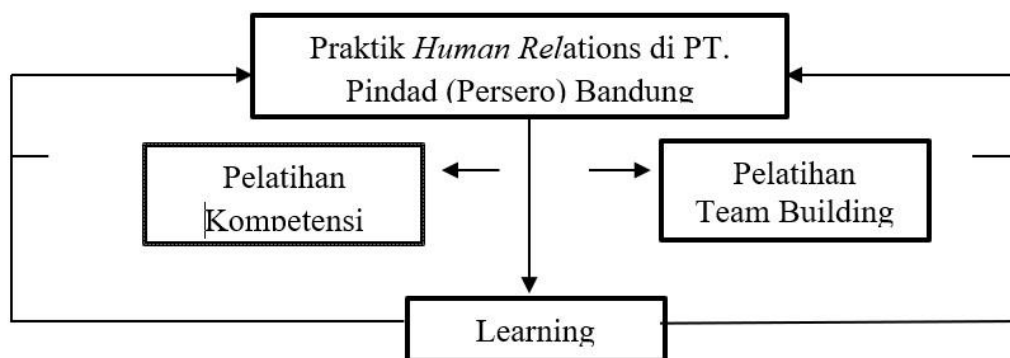 Praktik Human Relations di PT.
Pindad (Persero) Bandung
Pelatihan
Kompetensi
Pelatihan
Team Building
Learning